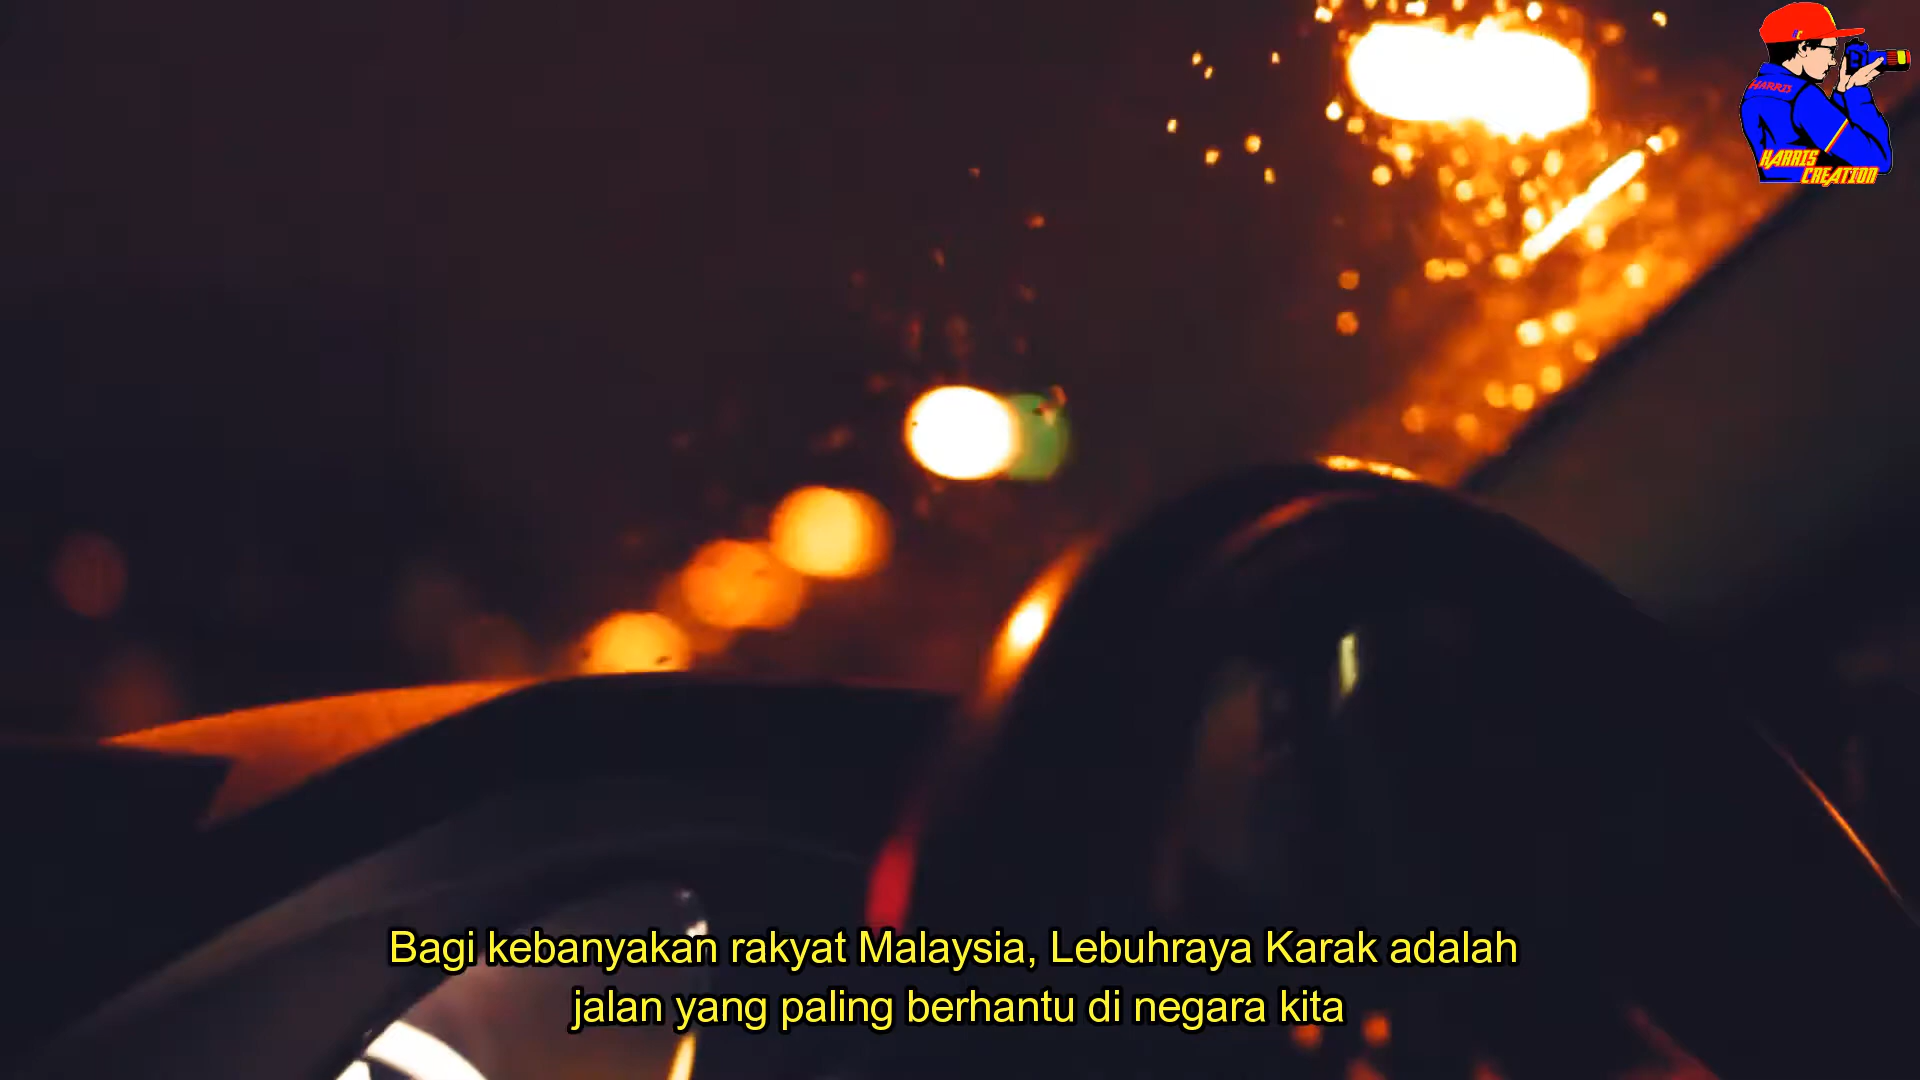 HARRIS
HARRIS
CREATION
Bagi kebanyakan rakyat Malaysia, Lebuhraya Karak adalah
jalan yang paling berhantu di negara kita